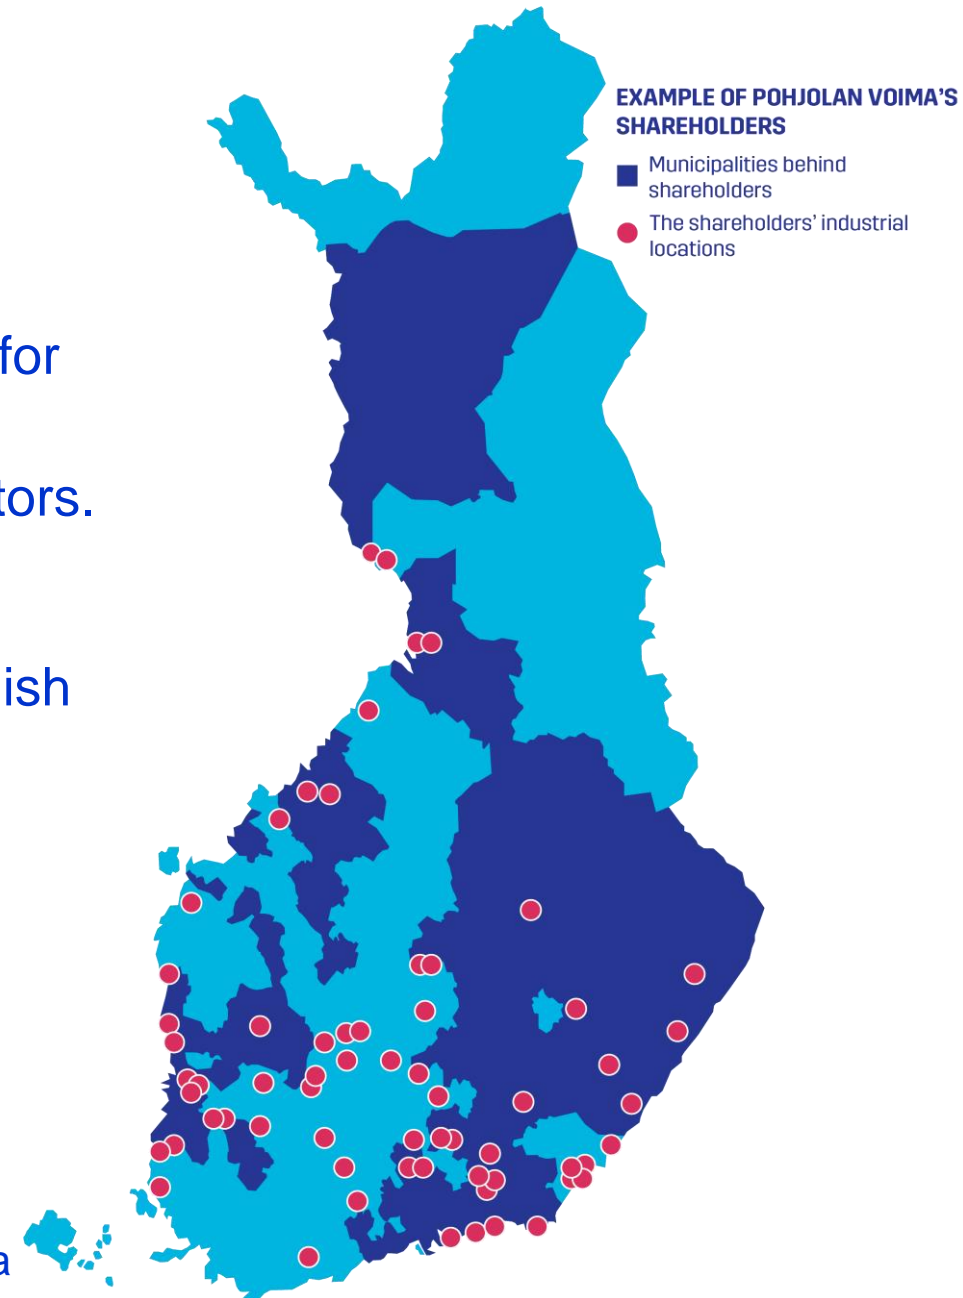 EXAMPLE OF POHJOLAN VOIMA'S
SHAREHOLDERS
Municipalities behind
shareholders
The shareholders' industrial
locations
for
tors.
ish
a